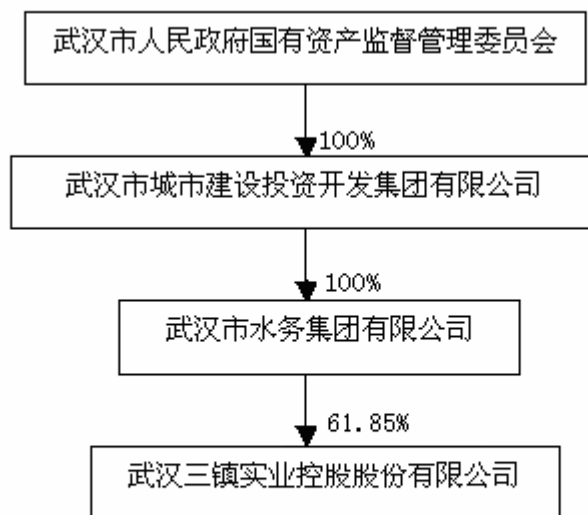 武汉市人民政府国有资产监督管理委员会
100%
武汉市城市建设投资开发集团有限公司
100%
武汉市水务集团有限公司
61.85%
武汉三镇实业控股股份有限公司